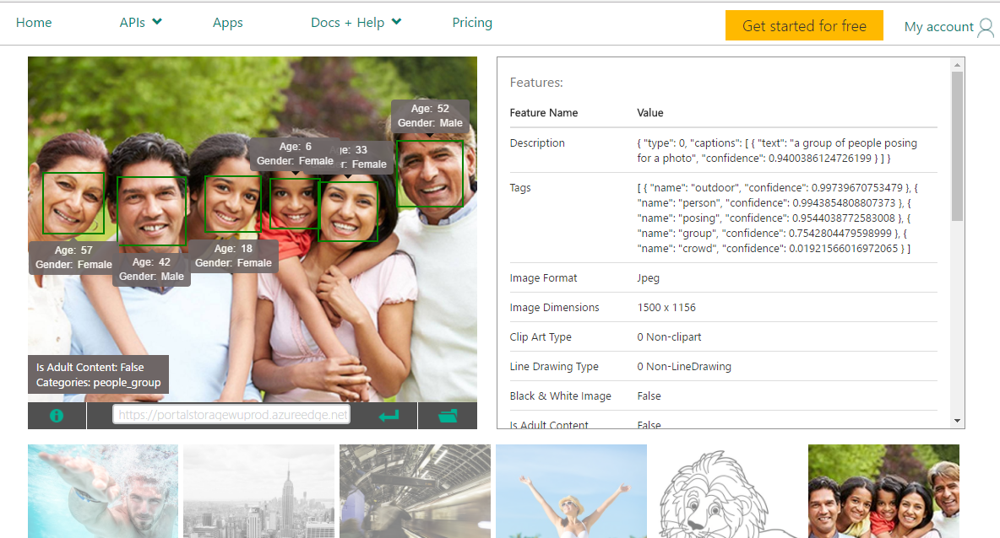 Home APIs Apps Docs + Help Pricing Get started for free My account
Age: 52
Gender: Male
Age: 6
Gender: Female
ge: 33
r: Female
Age: 57
Gender: Female
Age: 42
Gender: Male
Age: 18
Gender: Female
Is Adult Content: False
Categories: people_group
https://portalstoragewuprod.azureedge.net
Features:
Feature Name Value
Description { "type": 0, "captions": [ { "text": "a group of people posing
for a photo", "confidence": 0.9400386124726199 } ] }
Tags [ { "name": "outdoor", "confidence": 0.99739670753479 }, {
"name": "person", "confidence": 0.9943854808807373 }, {
"name": "posing", "confidence": 0.9544038772583008 }, {
"name": "group", "confidence": 0.7542804479598999 }, {
"name": "crowd", "confidence": 0.01921566016972065 } ]
Image Format Jpeg
Image Dimensions 1500 x 1156
Clip Art Type 0 Non-clipart
Line Drawing Type 0 Non-LineDrawing
Black & White Image False
Is Adult Content False